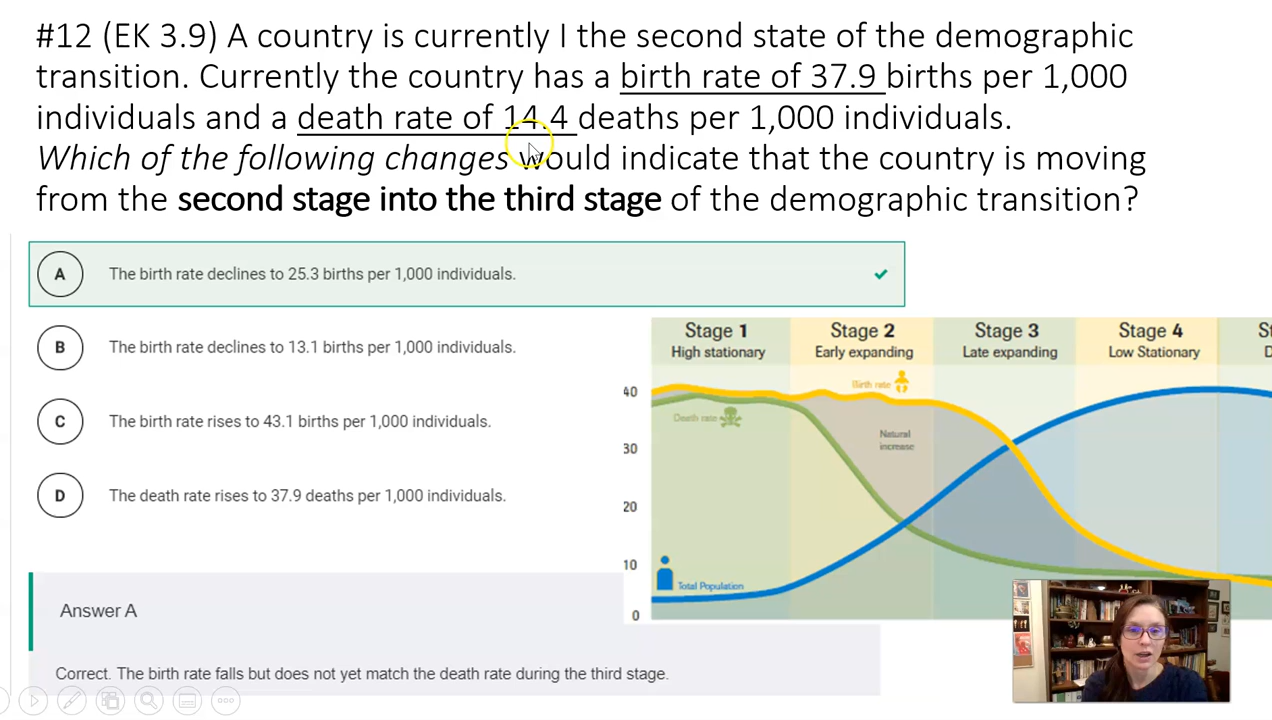 #12 (EK 3.9) A country is currently I the second state of the demographic
transition. Currently the country has a birth rate of 37.9 births per 1,000
individuals and a death rate of 14.4 deaths per 1,000 individuals.
Which of the following changes would indicate that the country is moving
from the second stage into the third stage of the demographic transition?
A The birth rate declines to 25.3 births per 1,000 individuals.
B The birth rate declines to 13.1 births per 1,000 individuals.
C The birth rate rises to 43.1 births per 1,000 individuals.
D The death rate rises to 37.9 deaths per 1,000 individuals.
Answer A
Correct. The birth rate falls but does not yet match the death rate during the third stage.
Stage 1
High stationary
Stage 2
Early expanding
Stage 3
Late expanding
Stage 4
Low Stationary
St
D
40
30
20
10
0
Birth rate
Death rate
Natural
increase
Total Population